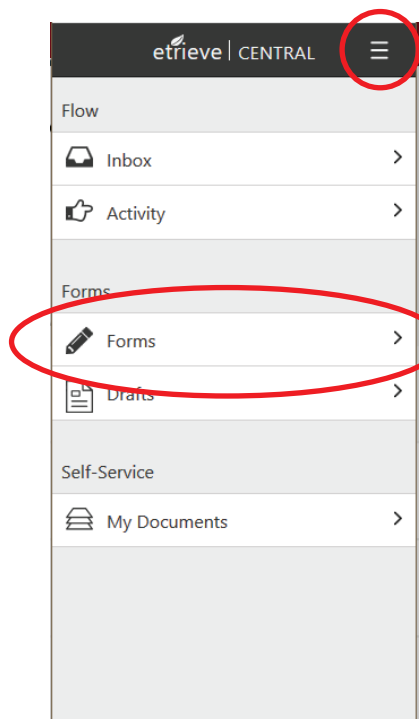 etrieve | CENTRAL
Flow
Inbox
Activity
Forms
Forms
Drafts
Self-Service
My Documents